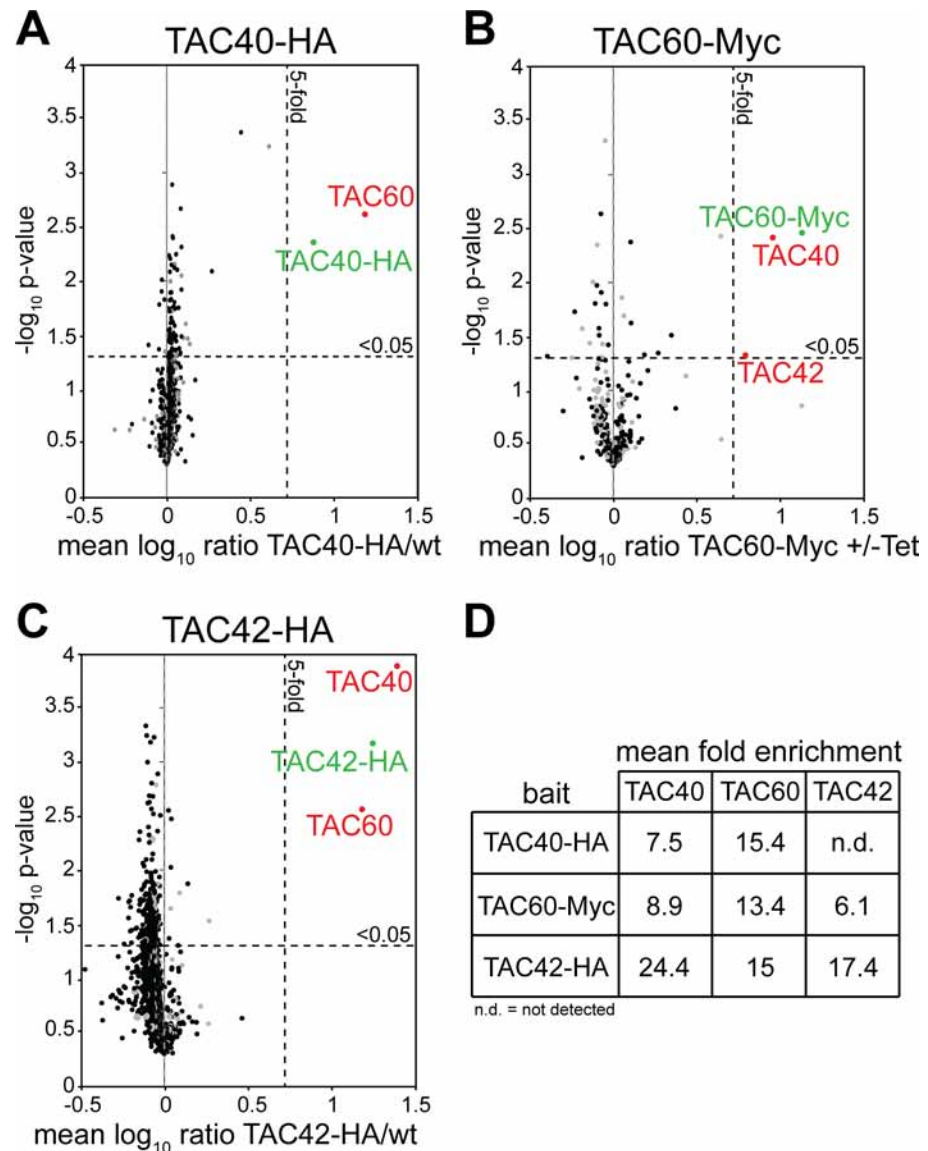 A
TAC40-HA
4
3.5
3
2.5
2
1.5
1
0.5
0
-log10 p-value
5-fold
TAC60
TAC40-HA
<0.05
-0.5 0 0.5 1 1.5
mean log10 ratio TAC40-HA/wt
B
TAC60-Myc
4
3.5
3
2.5
2
1.5
1
0.5
0
-log10 p-value
5-fold
TAC60-Myc
TAC40
<0.05
TAC42
-0.5 0 0.5 1 1.5
mean log10 ratio TAC60-Myc +/-Tet
C
TAC42-HA
4
3.5
3
2.5
2
1.5
1
0.5
0
-log10 p-value
5-fold
TAC40
TAC42-HA
TAC60
<0.05
-0.5 0 0.5 1 1.5
mean log10 ratio TAC42-HA/wt
D
mean fold enrichment
bait TAC40 TAC60 TAC42
TAC40-HA 7.5 15.4 n.d.
TAC60-Myc 8.9 13.4 6.1
TAC42-HA 24.4 15 17.4
n.d. = not detected